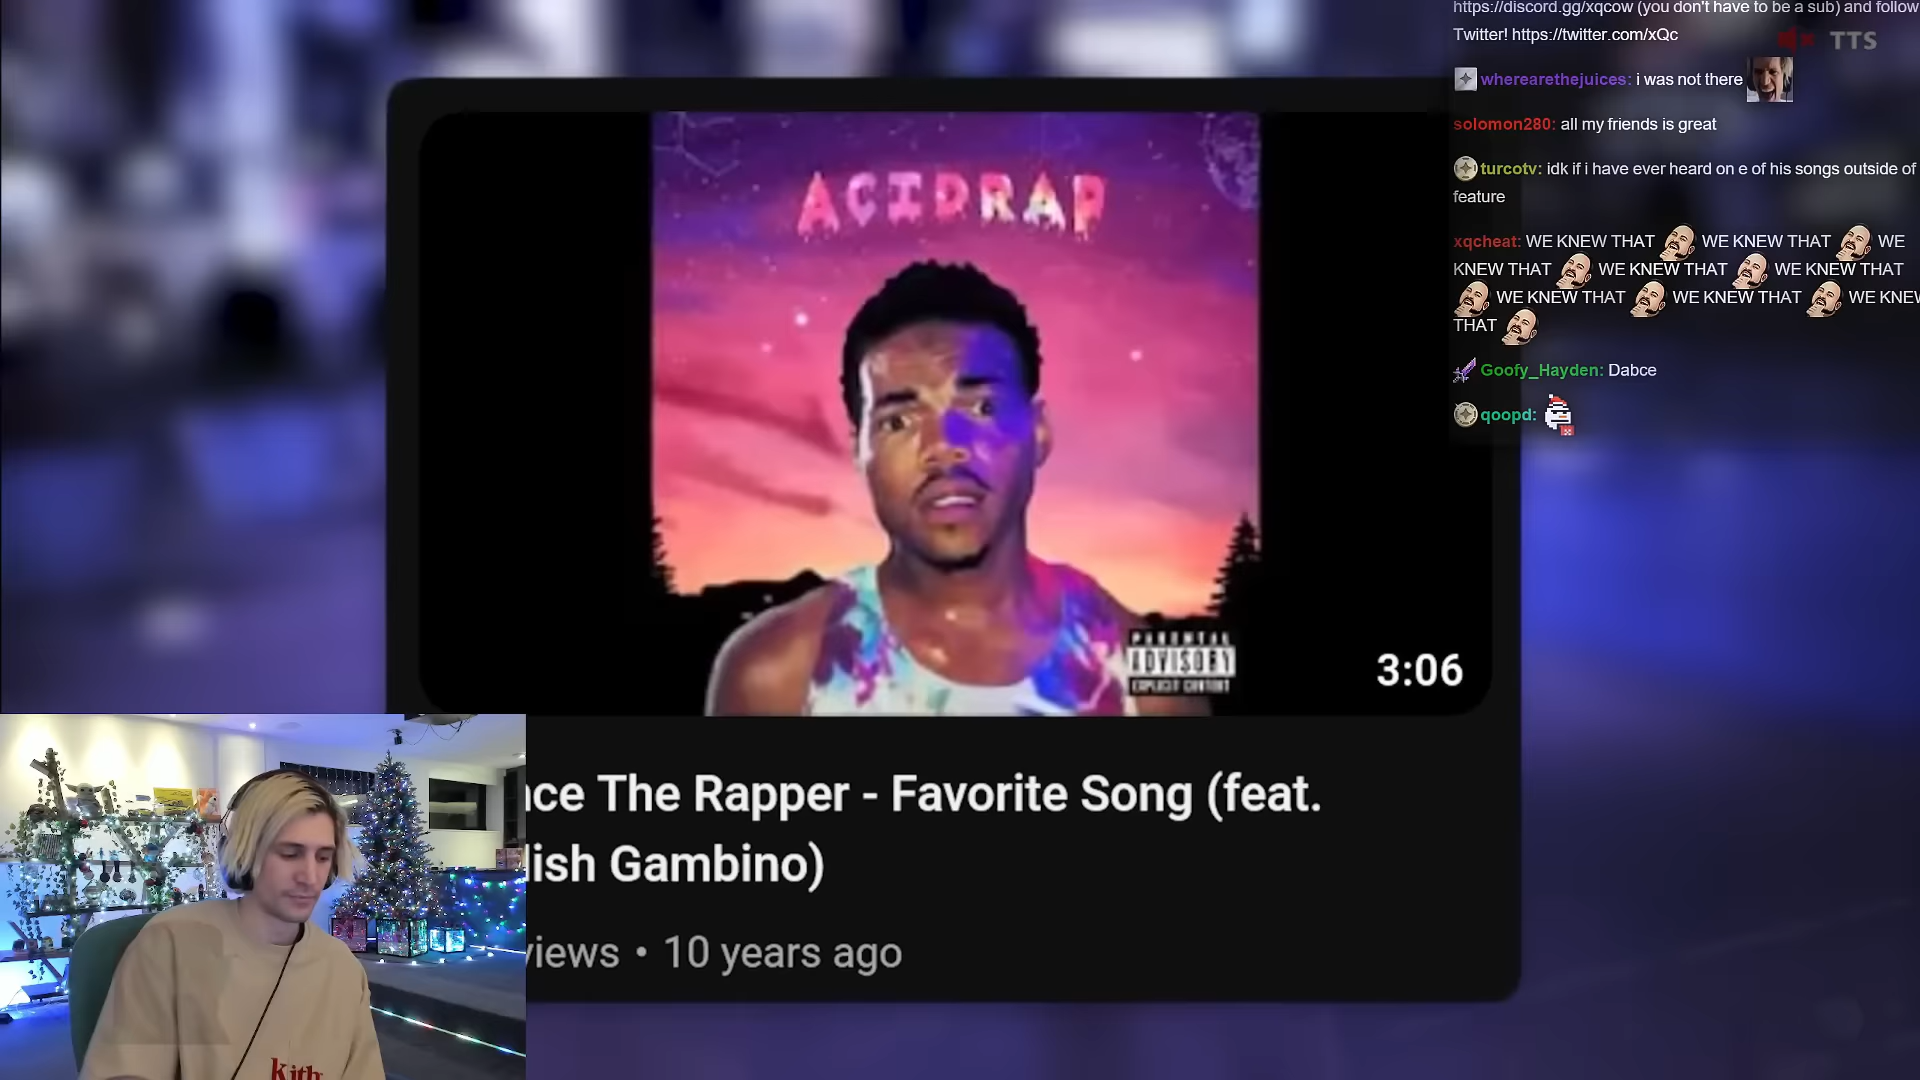 https://discord.gg/xqcow (you don't have to be a sub) and follow
Twitter! https://twitter.com/xQc
TTS
wherearethejuices: i was not there
solomon280: all my friends is great
turcotv: idk if i have ever heard on e of his songs outside of
feature
xqcheat: WE KNEW THAT WE KNEW THAT WE
KNEW THAT WE KNEW THAT WE KNEW THAT
WE KNEW THAT WE KNEW THAT WE KNEW
THAT
Goofy_Hayden: Dabce
qoopd:
ACIDRAP
PARENTAL
ADVISORY
EXPLICIT CONTENT
3:06
nce The Rapper - Favorite Song (feat.
lish Gambino)
views • 10 years ago
kith